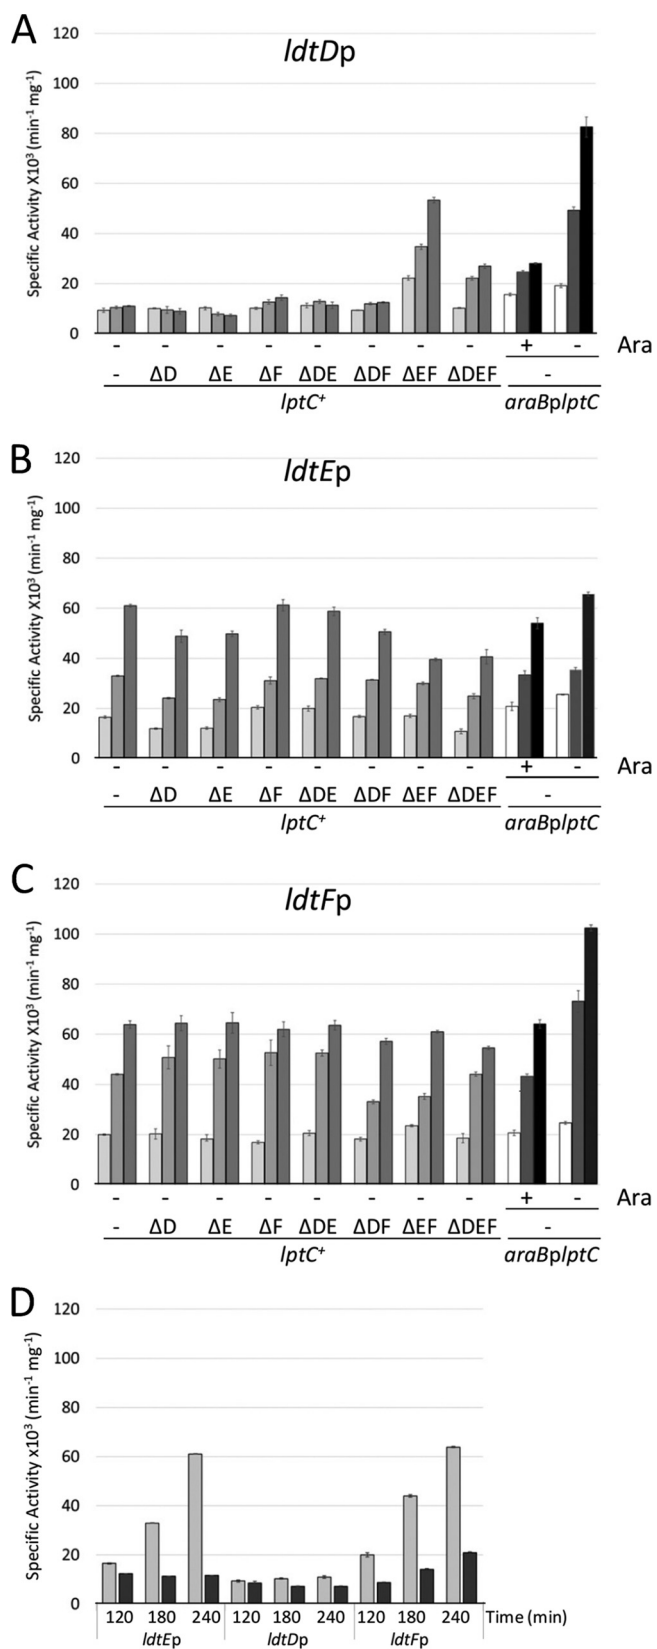 A
ldtDp
Specific Activity X10³ (min⁻¹ mg⁻¹)
120
100
80
60
40
20
0
- - - - - - - - + - Ara
- ΔD ΔE ΔF ΔDE ΔDF ΔEF ΔDEF -
lptC⁺ araBplptC
B
ldtEp
Specific Activity X10³ (min⁻¹ mg⁻¹)
120
100
80
60
40
20
0
- - - - - - - - + - Ara
- ΔD ΔE ΔF ΔDE ΔDF ΔEF ΔDEF -
lptC⁺ araBplptC
C
ldtFp
Specific Activity X10³ (min⁻¹ mg⁻¹)
120
100
80
60
40
20
0
- - - - - - - - + - Ara
- ΔD ΔE ΔF ΔDE ΔDF ΔEF ΔDEF -
lptC⁺ araBplptC
D
Specific Activity x10³ (min⁻¹ mg⁻¹)
120
100
80
60
40
20
0
120 180 240 120 180 240 120 180 240 Time (min)
ldtEp ldtDp ldtFp